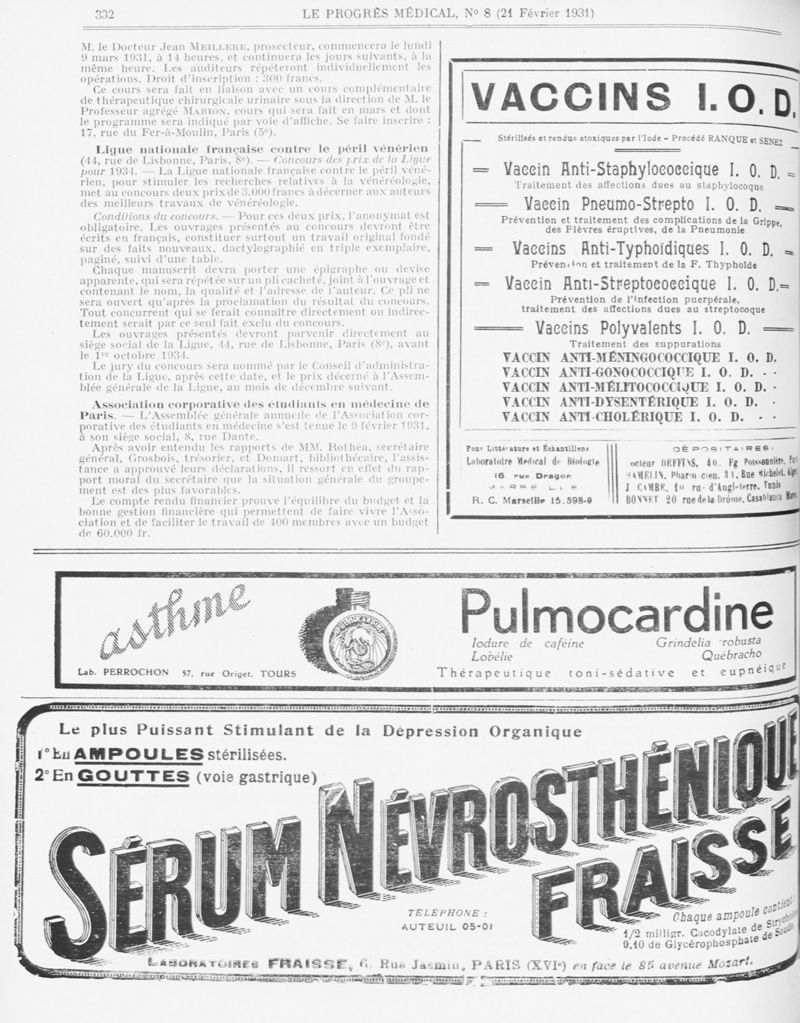 332
LE PROGRÈS MÉDICAL, No 8 (21 Février 1931)
M. le Docteur Jean MEILLERE, prosecteur, commencera le lundi
9 mars 1931, à 14 heures, et continuera les jours suivants, à la
même heure. Les auditeurs répéteront individuellement les
opérations. Droit d'inscription : 300 francs.
Ce cours sera fait en liaison avec un cours complémentaire
de thérapeutique chirurgicale urinaire sous la direction de M. le
Professeur agrégé MARION, cours qui sera fait en mars et dont
le programme sera indiqué par voie d'affiche. Se faire inscrire :
17, rue du Fer-à-Moulin, Paris (5e).
Ligue nationale française contre le péril vénérien
(44, rue de Lisbonne, Paris, 8e). — Concours des prix de la Ligue
pour 1934. — La Ligue nationale française contre le péril véné-
rien, pour stimuler les recherches relatives à la vénéréologie,
met au concours deux prix de 3.000 francs à décerner aux auteurs
des meilleurs travaux de vénéréologie.
Conditions du concours. — Pour ces deux prix, l'anonymat est
obligatoire. Les ouvrages présentés au concours devront être
écrits en français, constituer surtout un travail original fondé
sur des faits nouveaux, dactylographié en triple exemplaire,
paginé, suivi d'une table.
Chaque manuscrit devra porter une épigraphe ou devise
apparente, qui sera répétée sur un pli cacheté, joint à l'ouvrage et
contenant le nom, la qualité et l'adresse de l'auteur. Ce pli ne
sera ouvert qu'après la proclamation du résultat du concours.
Tout concurrent qui se ferait connaître directement ou indirec-
tement serait par ce seul fait exclu du concours.
Les ouvrages présentés devront parvenir directement au
siège social de la Ligue, 44, rue de Lisbonne, Paris (8e), avant
le 1er octobre 1934.
Le jury du concours sera nommé par le Conseil d'administra-
tion de la Ligue, après cette date, et le prix décerné à l'Assem-
blée générale de la Ligue, au mois de décembre suivant.
Association corporative des étudiants en médecine de
Paris. — L'Assemblée générale annuelle de l'Association cor-
porative des étudiants en médecine s'est tenue le 9 février 1931,
à son siège social, 8, rue Dante.
Après avoir entendu les rapports de MM. Rothéa, secrétaire
général, Grosbois, trésorier, et Domart, bibliothécaire, l'assis-
tance a approuvé leurs déclarations, il ressort en effet du rap-
port moral du secrétaire que la situation générale du groupe-
ment est des plus favorables.
Le compte rendu financier prouve l'équilibre du budget et la
bonne gestion financière qui permettent de faire vivre l'Asso-
ciation et de faciliter le travail de 400 membres avec un budget
de 60.000 fr.
VACCINS I. O. D.
Stérilisés et rendus atoxiques par l'Iode - Procédé RANQUE et SENEZ
Vaccin Anti-Staphylococcique I. O. D.
Traitement des affections dues au staphylocoque
Vaccin Pneumo-Strepto I. O. D.
Prévention et traitement des complications de la Grippe,
des Fièvres éruptives, de la Pneumonie
Vaccins Anti-Typhoïdiques I. O. D.
Prévention et traitement de la F. Thyphoïde
Vaccin Anti-Streptococcique I. O. D.
Prévention de l'infection puerpérale,
traitement des affections dues au streptocoque
Vaccins Polyvalents I. O. D.
Traitement des suppurations
VACCIN ANTI-MÉNINGOCOCCIQUE I. O. D.
VACCIN ANTI-GONOCOCCIQUE I. O. D. - -
VACCIN ANTI-MÉLITOCOCCIQUE I. O. D. -
VACCIN ANTI-DYSENTÉRIQUE I. O. D. -
VACCIN ANTI-CHOLÉRIQUE I. O. D. - -
Pour Littérature et Échantillons
Laboratoire Médical de Biologie
16 rue Dragon
MARSEILLE
R. C. Marseille 15.598-9
DÉPOSITAIRES:
Docteur DEFFINS, 40, Fg Poissonnière,
HAMELIN, Pharmacien, 31, Rue Michelet,
J CAMBE, 10 rue d'Angleterre, Tunis
BONNET 20 rue de la Drôme, Casablanca
asthme
Pulmocardine
Iodure de caféine
Grindelia robusta
Lobélie
Québracho
Lab. PERROCHON 57, rue Origet. TOURS
Thérapeutique toni-sédative et eupnéique
Le plus Puissant Stimulant de la Dépression Organique
1° En AMPOULES stérilisées.
2° En GOUTTES (voie gastrique)
SÉRUM NÉVROSTHÉNIQUE
FRAISSE
TÉLÉPHONE :
AUTEUIL 05-01
Chaque ampoule contient :
1/2 milligr. Cacodylate de Strychnine
0,10 de Glycérophosphate de Soude.
LABORATOIRES FRAISSE, 6, Rue Jasmin, PARIS (XVIe) en face le 85 avenue Mozart.